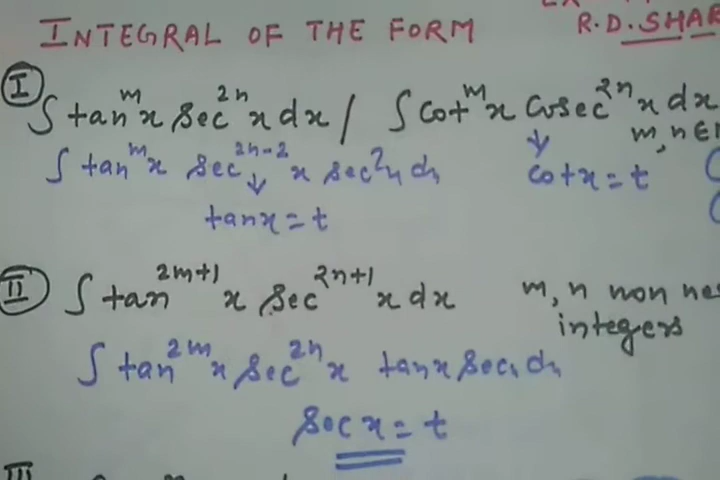 INTEGRAL OF THE FORM R.D. SHAR
I ∫ tan^m x sec^2n x dx / ∫ cot^m x cosec^2n x dx
m, n ∈
∫ tan^m x sec^2n-2 x sec^2 x dx cot x = t
tan x = t
II ∫ tan^2m+1 x sec^2n+1 x dx m, n non ne
integers
∫ tan^2m x sec^2n x tan x sec x dx
sec x = t
III